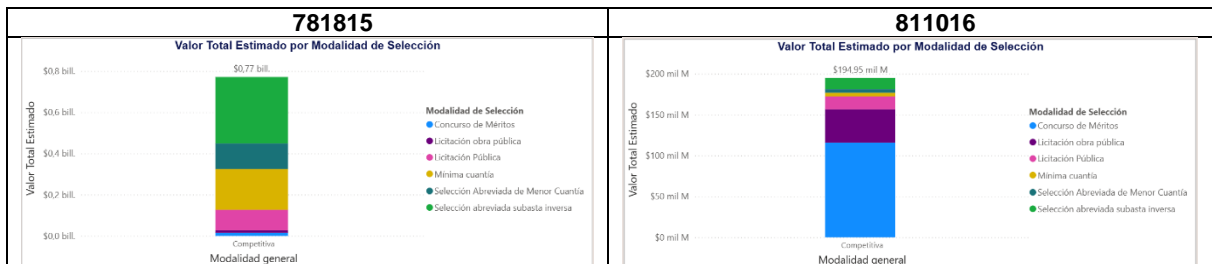 781815
Valor Total Estimado por Modalidad de Selección
$0,8 bill.
$0,77 bill.
$0,6 bill.
$0,4 bill.
$0,2 bill.
$0,0 bill.
Valor Total Estimado
Competitiva
Modalidad general
Modalidad de Selección
Concurso de Méritos
Licitación obra pública
Licitación Pública
Mínima cuantía
Selección Abreviada de Menor Cuantía
Selección abreviada subasta inversa
811016
Valor Total Estimado por Modalidad de Selección
$200 mil M
$194,95 mil M
$150 mil M
$100 mil M
$50 mil M
$0 mil M
Valor Total Estimado
Competitiva
Modalidad general
Modalidad de Selección
Concurso de Méritos
Licitación obra pública
Licitación Pública
Mínima cuantía
Selección Abreviada de Menor Cuantía
Selección abreviada subasta inversa